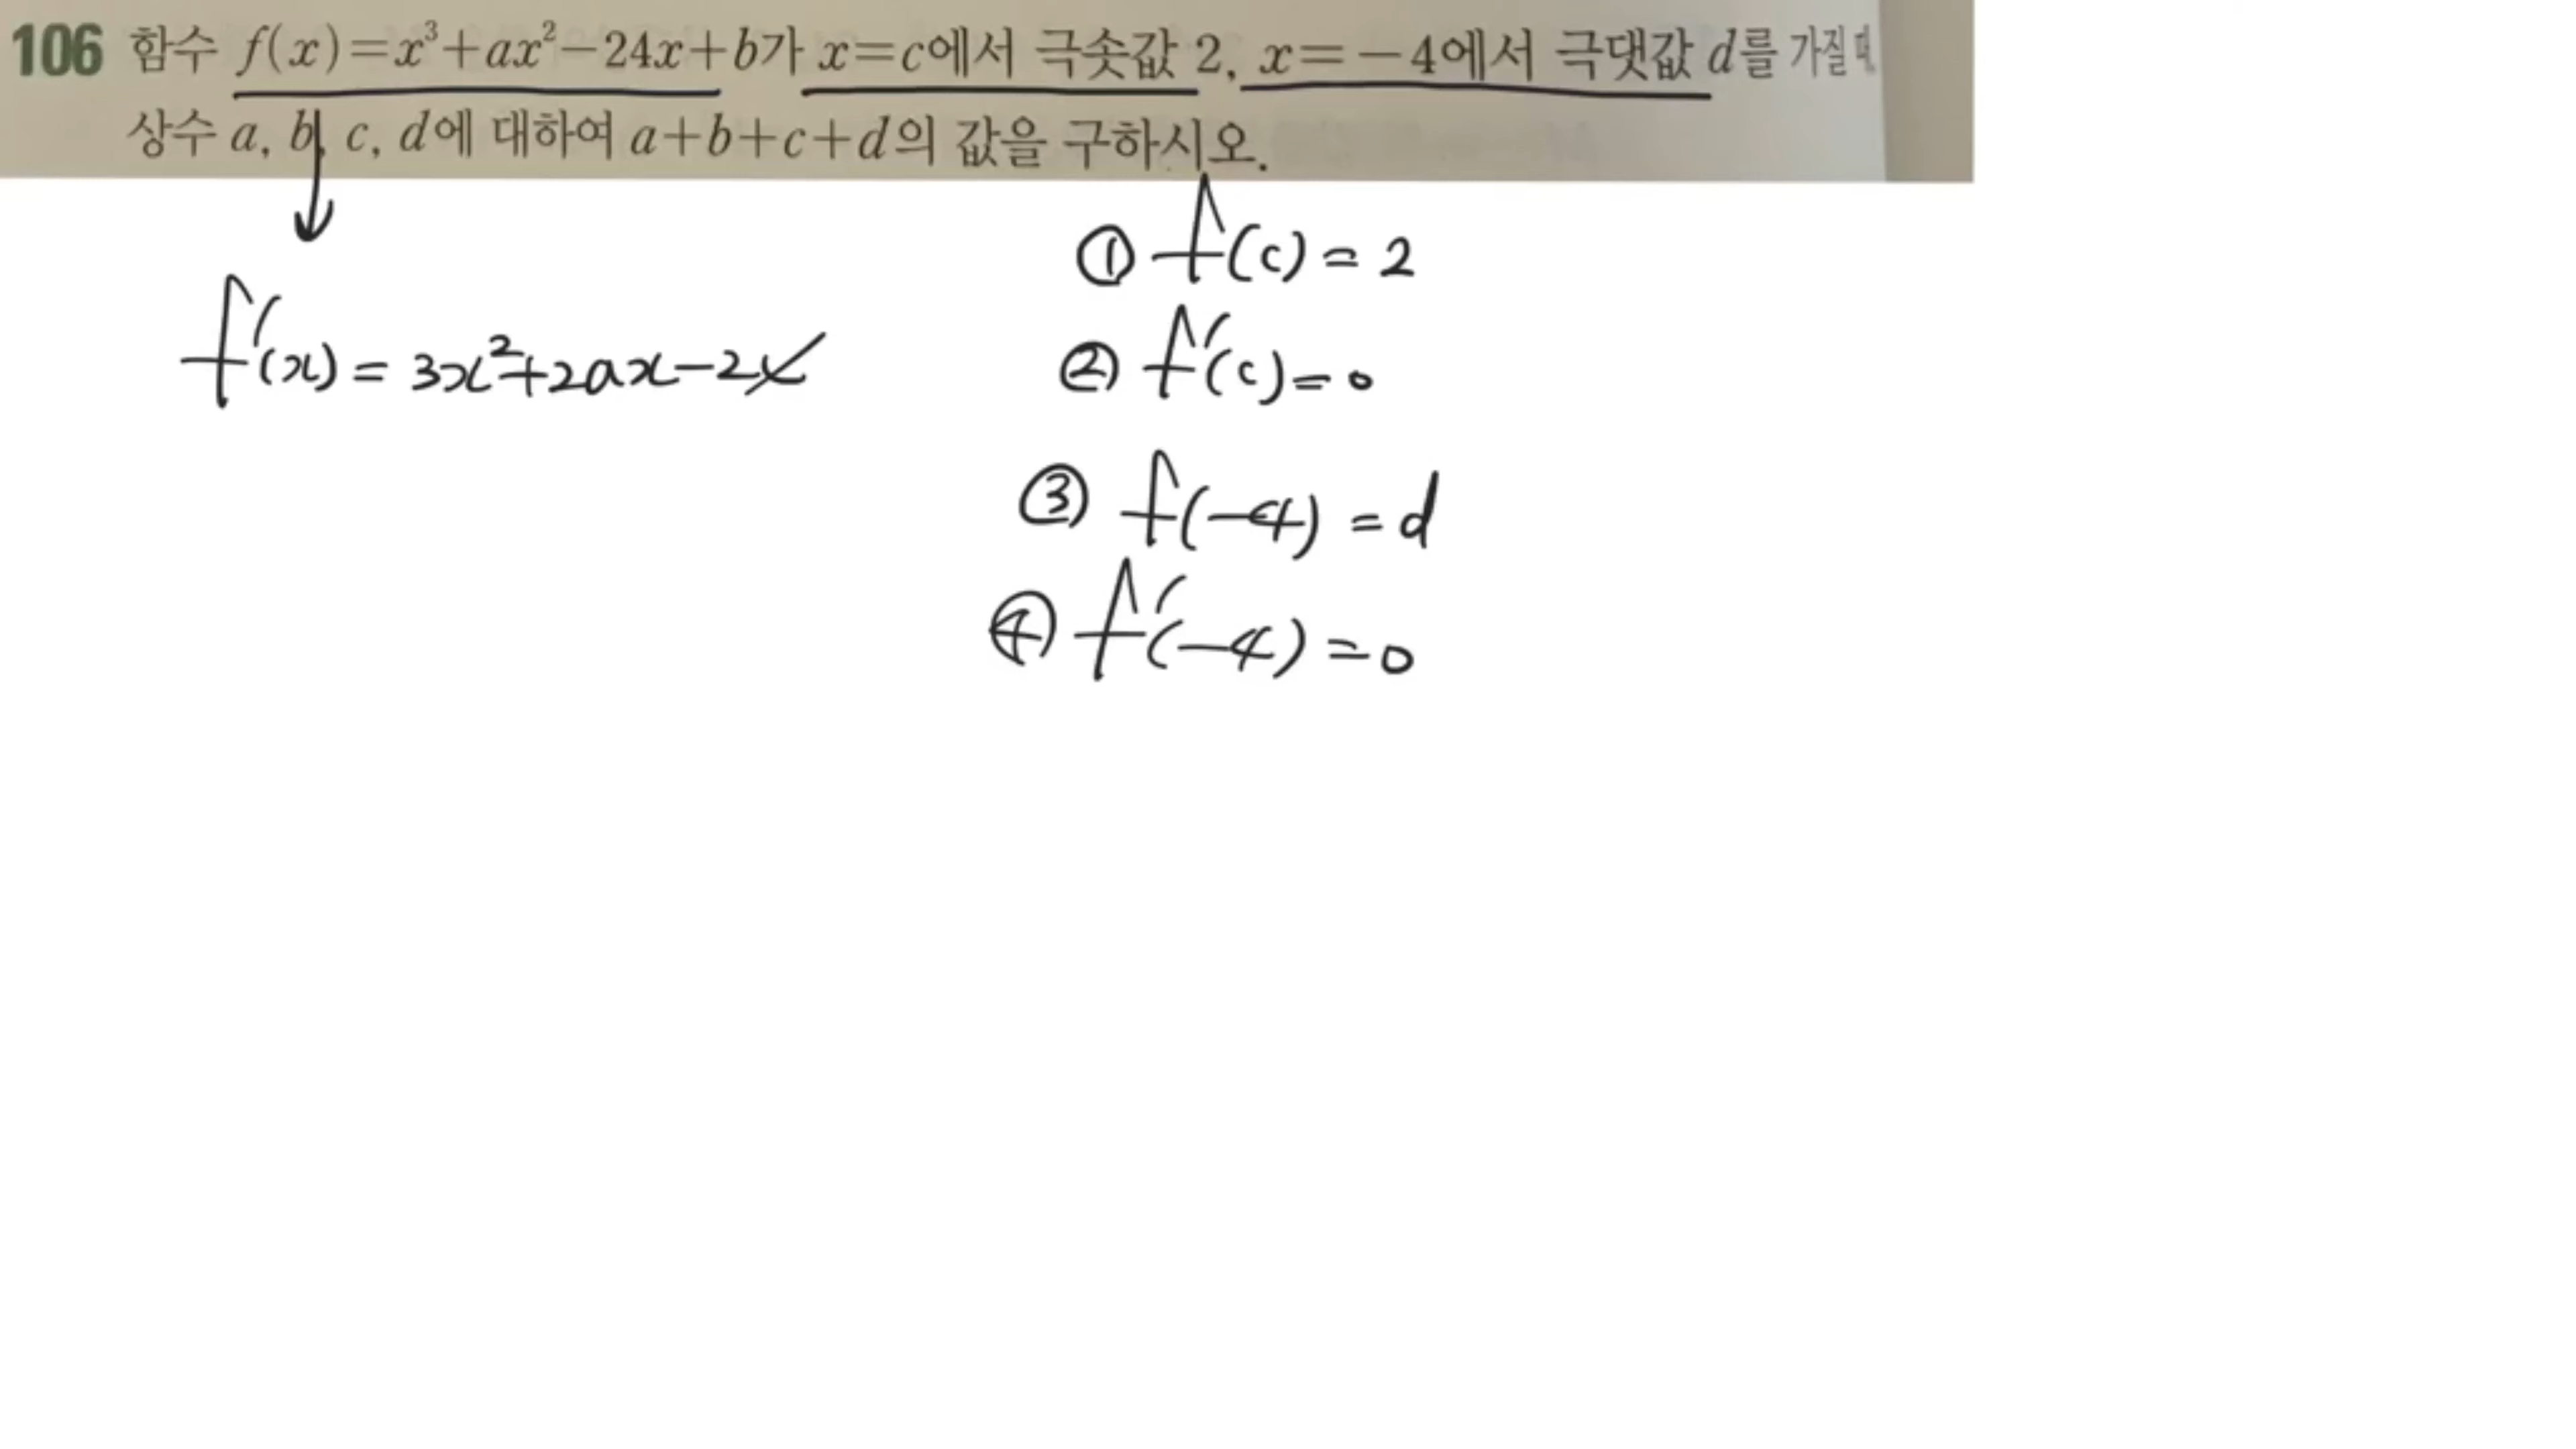 106 함수 f(x)=x³+ax²−24x+b가 x=c에서 극솟값 2, x=−4에서 극댓값 d를 가질 때
상수 a, b, c, d에 대하여 a+b+c+d의 값을 구하시오.
① f(c) = 2
f'(x) = 3x²+2ax−24
② f'(c) = 0
③ f(−4) = d
④ f'(−4) = 0